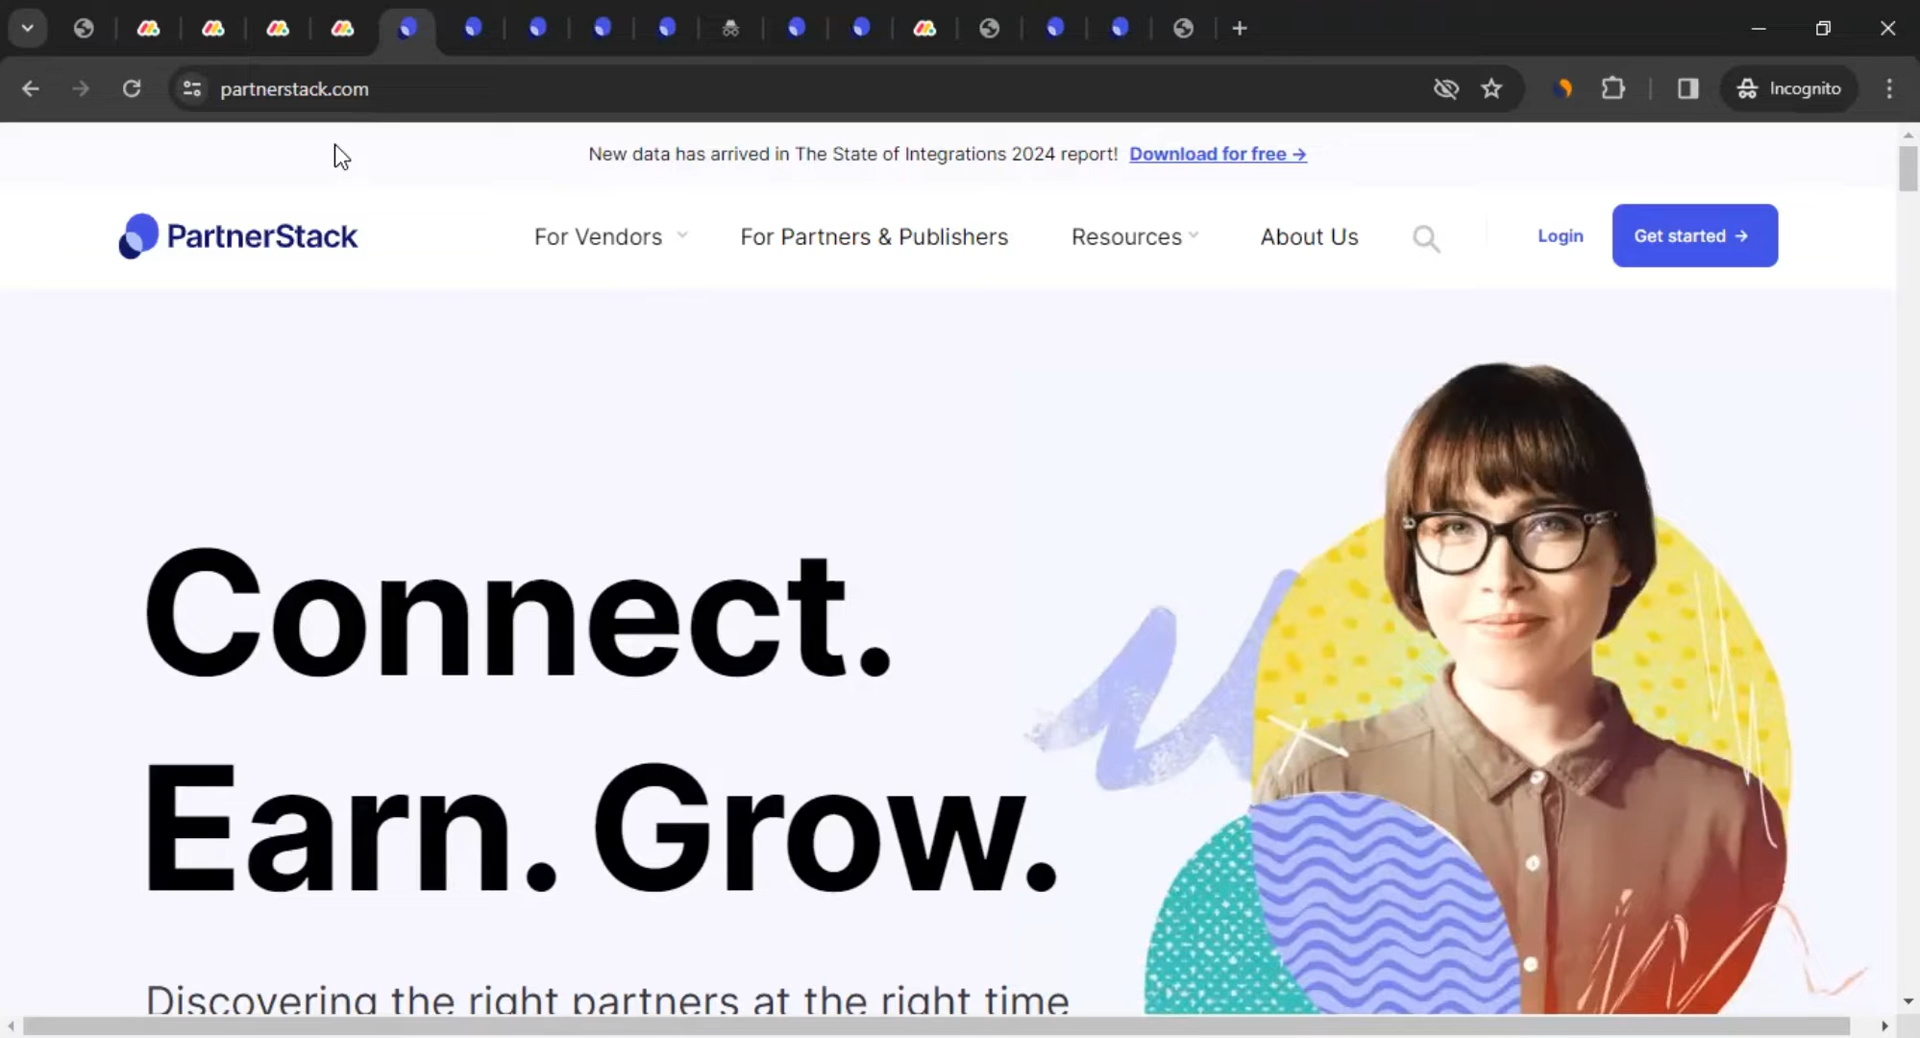 partnerstack.com
Incognito
New data has arrived in The State of Integrations 2024 report! Download for free →
PartnerStack
For Vendors
For Partners & Publishers
Resources
About Us
Login
Get started →
Connect.
Earn. Grow.
Discovering the right partners at the right time